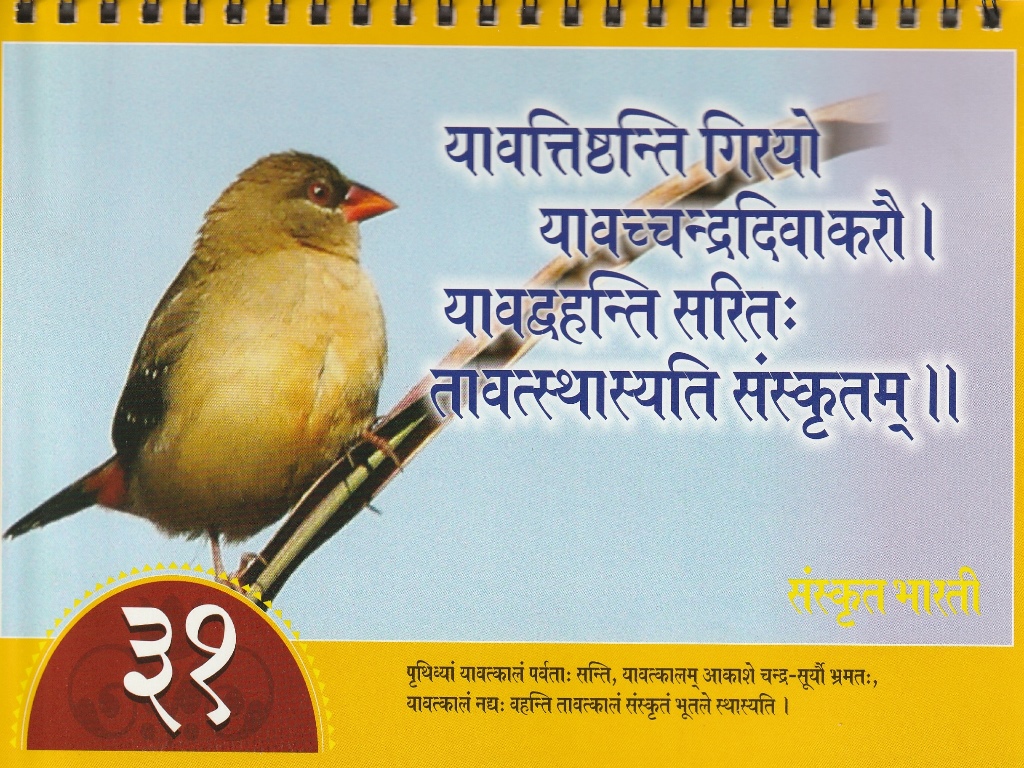 यावत्तिष्ठन्ति गिरयो
यावच्चन्द्रदिवाकरौ ।
यावद्वहन्ति सरितः
तावत्स्थास्यति संस्कृतम् ॥
संस्कृत भारती
३१
पृथिव्यां यावत्कालं पर्वताः सन्ति, यावत्कालम् आकाशे चन्द्र-सूर्यौ भ्रमतः,
यावत्कालं नद्यः वहन्ति तावत्कालं संस्कृतं भूतले स्थास्यति ।